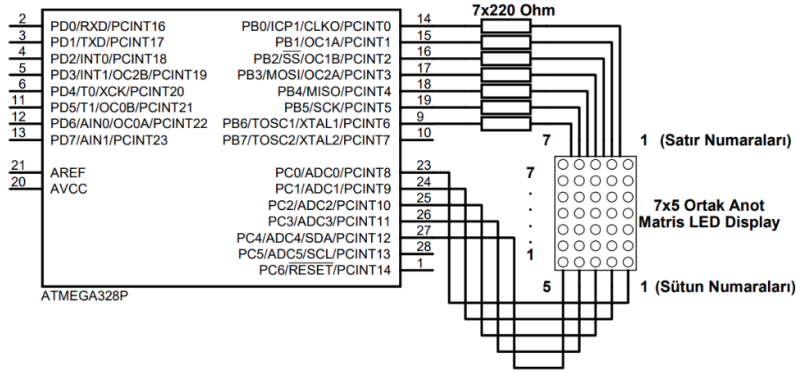 7x220 Ohm
2 PD0/RXD/PCINT16 PB0/ICP1/CLKO/PCINT0 14
3 PD1/TXD/PCINT17 PB1/OC1A/PCINT1 15
4 PD2/INT0/PCINT18 PB2/SS/OC1B/PCINT2 16
5 PD3/INT1/OC2B/PCINT19 PB3/MOSI/OC2A/PCINT3 17
6 PD4/T0/XCK/PCINT20 PB4/MISO/PCINT4 18
11 PD5/T1/OC0B/PCINT21 PB5/SCK/PCINT5 19
12 PD6/AIN0/OC0A/PCINT22 PB6/TOSC1/XTAL1/PCINT6 9
13 PD7/AIN1/PCINT23 PB7/TOSC2/XTAL2/PCINT7 10
7 1 (Satır Numaraları)
21 AREF PC0/ADC0/PCINT8 23
20 AVCC PC1/ADC1/PCINT9 24
PC2/ADC2/PCINT10 25
PC3/ADC3/PCINT11 26
PC4/ADC4/SDA/PCINT12 27
PC5/ADC5/SCL/PCINT13 28
PC6/RESET/PCINT14 1
7
.
.
.
.
1
7x5 Ortak Anot
Matris LED Display
5 1 (Sütun Numaraları)
ATMEGA328P